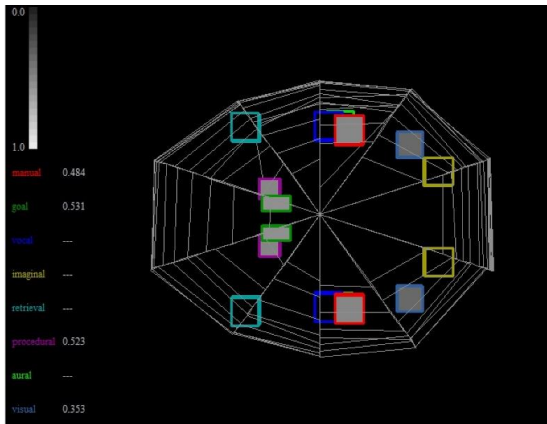 0.0
1.0
manual 0.484
goal 0.531
vocal ---
imaginal ---
retrieval ---
procedural 0.523
aural ---
visual 0.353